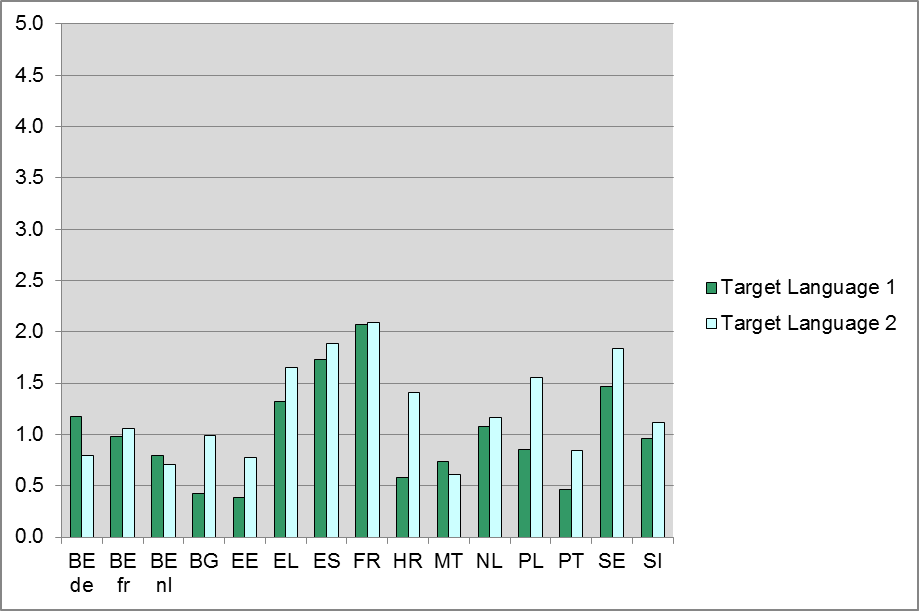 5.0
4.5
4.0
3.5
3.0
2.5
2.0
1.5
1.0
0.5
0.0
BE de
BE fr
BE nl
BG
EE
EL
ES
FR
HR
MT
NL
PL
PT
SE
SI
Target Language 1
Target Language 2